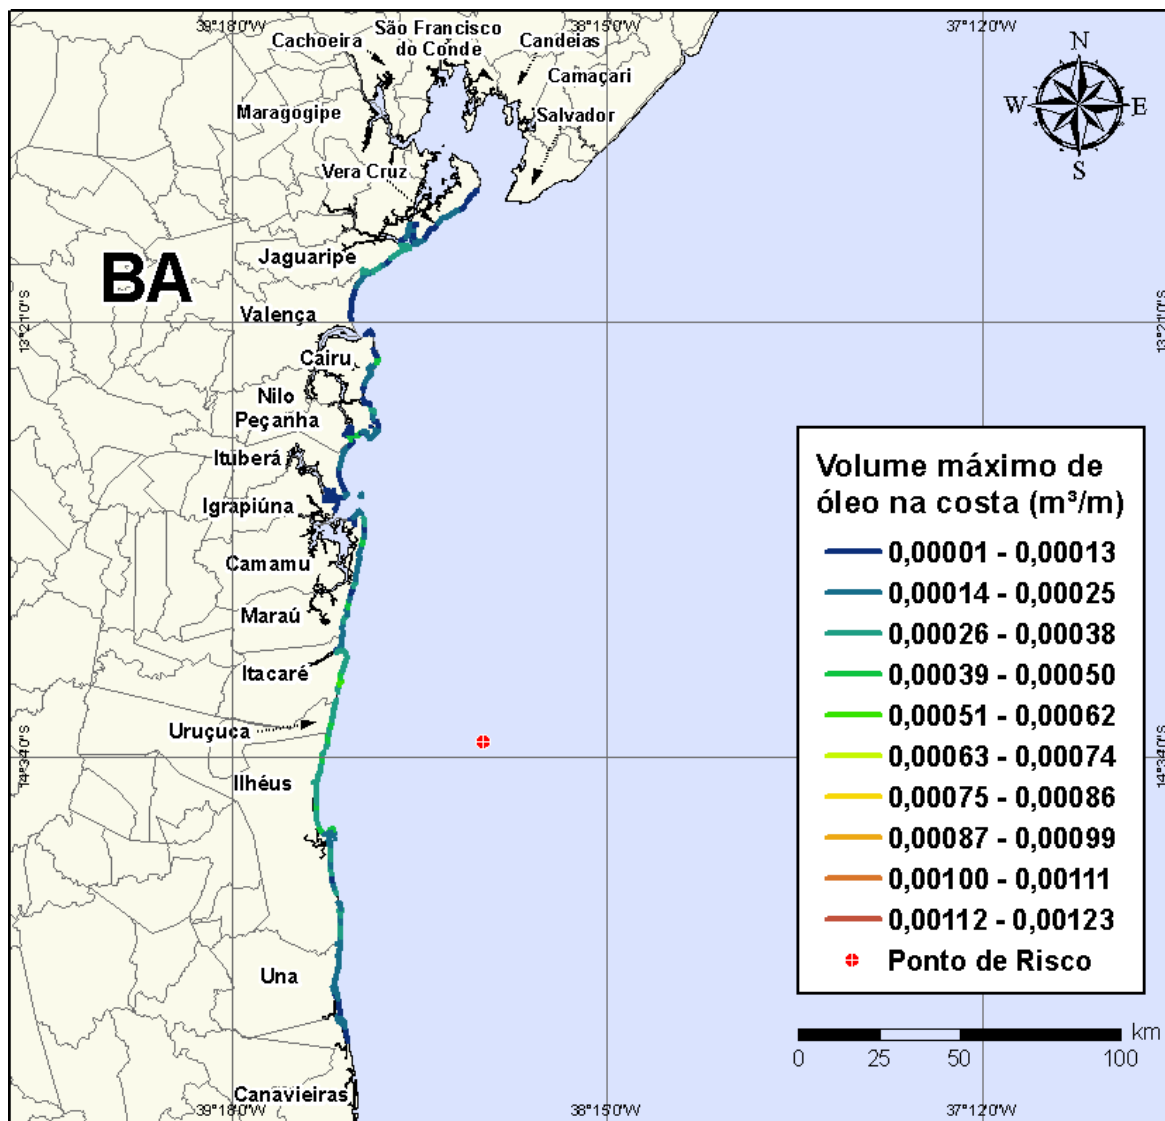 39°18'0"W
38°15'0"W
37°12'0"W
São Francisco
do Conde
Cachoeira
Candeias
Camaçari
Maragogipe
Salvador
Vera Cruz
N
W
E
S
Jaguaripe
BA
Valença
13°21'0"S
13°21'0"S
Cairu
Nilo
Peçanha
Ituberá
Igrapiúna
Camamu
Maraú
Itacaré
Uruçuca
Ilhéus
14°34'0"S
14°34'0"S
Una
Canavieiras
Volume máximo de
óleo na costa (m³/m)
0,00001 - 0,00013
0,00014 - 0,00025
0,00026 - 0,00038
0,00039 - 0,00050
0,00051 - 0,00062
0,00063 - 0,00074
0,00075 - 0,00086
0,00087 - 0,00099
0,00100 - 0,00111
0,00112 - 0,00123
Ponto de Risco
km
0 25 50 100
39°18'0"W
38°15'0"W
37°12'0"W